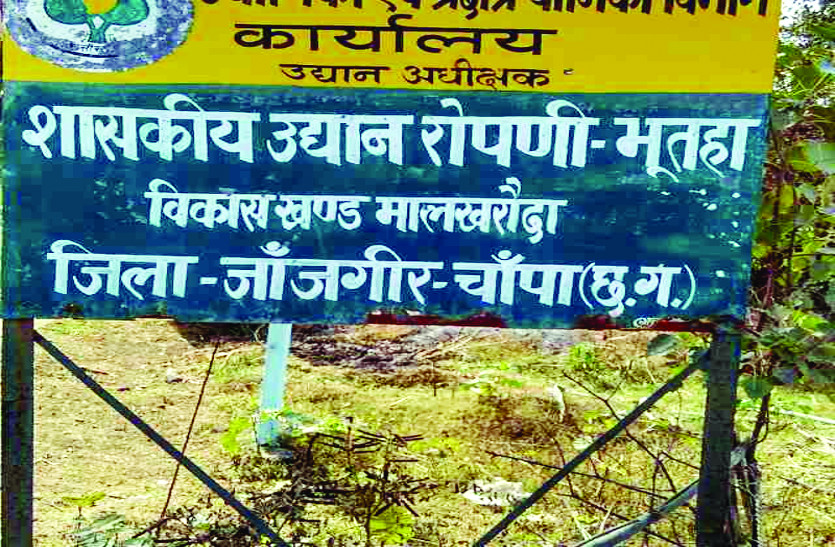 कार्यालय
उद्यान अधीक्षक
शासकीय उद्यान रोपणी-भूतहा
विकास खण्ड मालखरौदा
जिला-जाँजगीर-चाँपा(छ.ग.)